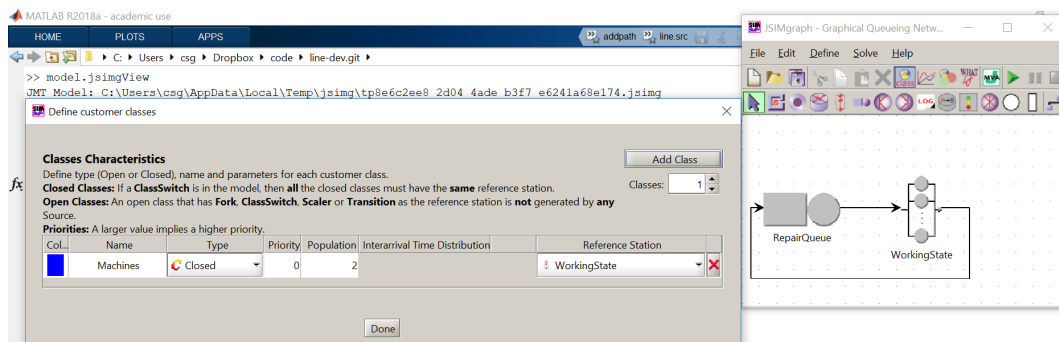 MATLAB R2018a - academic use
HOME PLOTS APPS addpath line.src
C: Users csg Dropbox code line-dev.git
>> model.jsimgView
JMT Model: C:\Users\csg\AppData\Local\Temp\jsimg\tp8e6c2ee8_2d04_4ade_b3f7_e6241a68e174.jsimg
fx
Define customer classes
Classes Characteristics
Define type (Open or Closed), name and parameters for each customer class.
Closed Classes: If a ClassSwitch is in the model, then all the closed classes must have the same reference station.
Open Classes: An open class that has Fork, ClassSwitch, Scaler or Transition as the reference station is not generated by any
Source.
Priorities: A larger value implies a higher priority.
Add Class
Classes: 1
Col... Name Type Priority Population Interarrival Time Distribution Reference Station
Machines Closed 0 2 WorkingState
Done
JSIMgraph - Graphical Queueing Netw...
File Edit Define Solve Help
WHAT IF MVA
CLASS LOG
RepairQueue
WorkingState